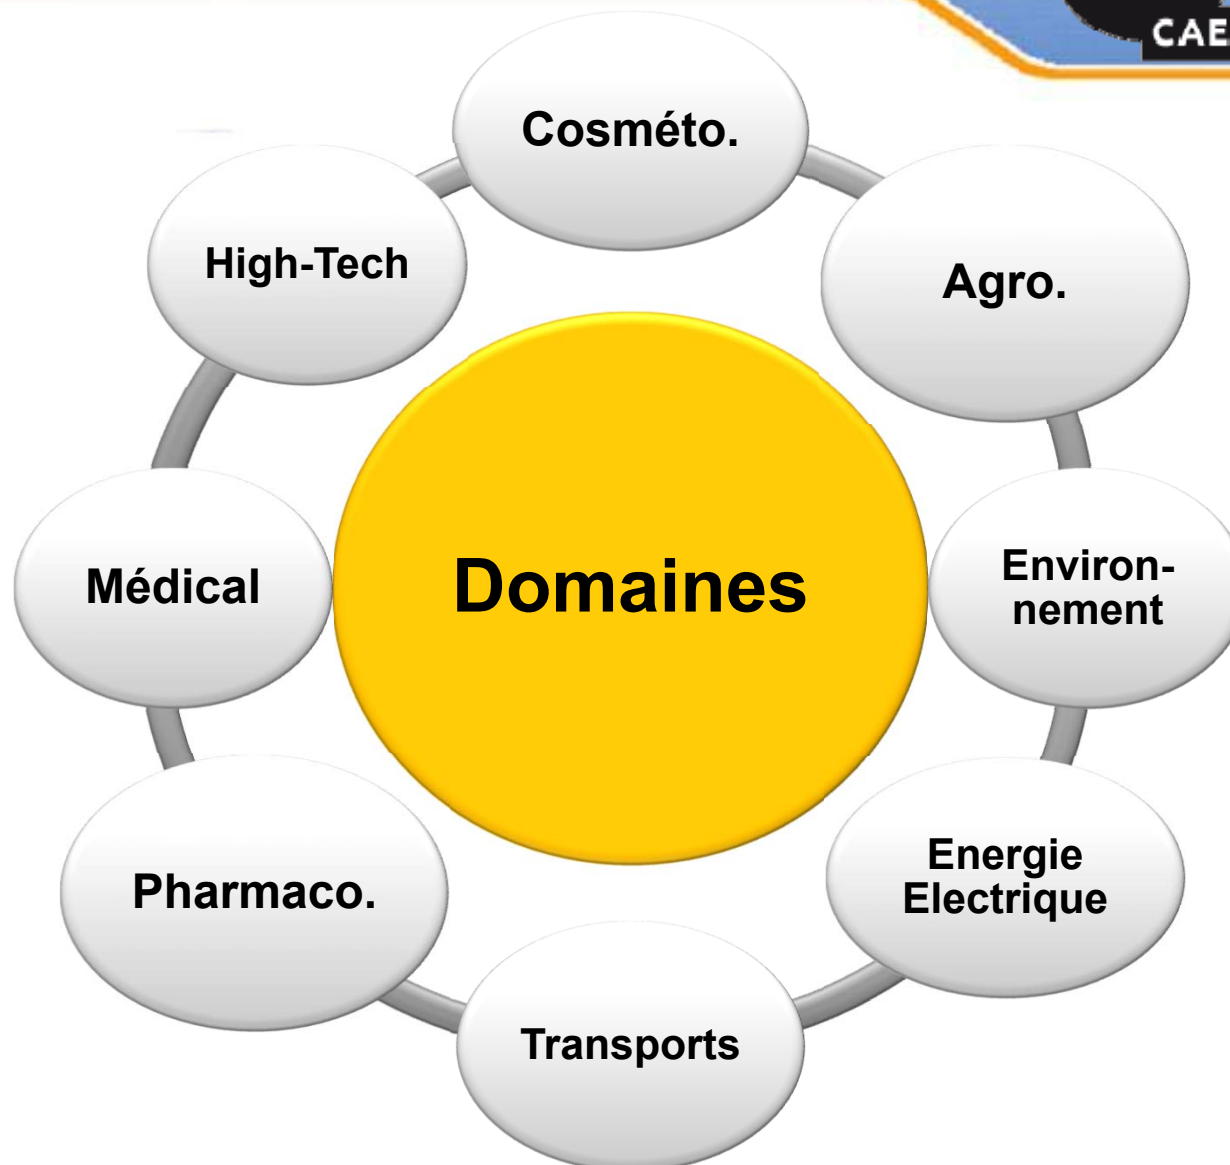 CAE
Cosméto.
High-Tech
Agro.
Médical
Domaines
Environ-
nement
Pharmaco.
Energie
Electrique
Transports